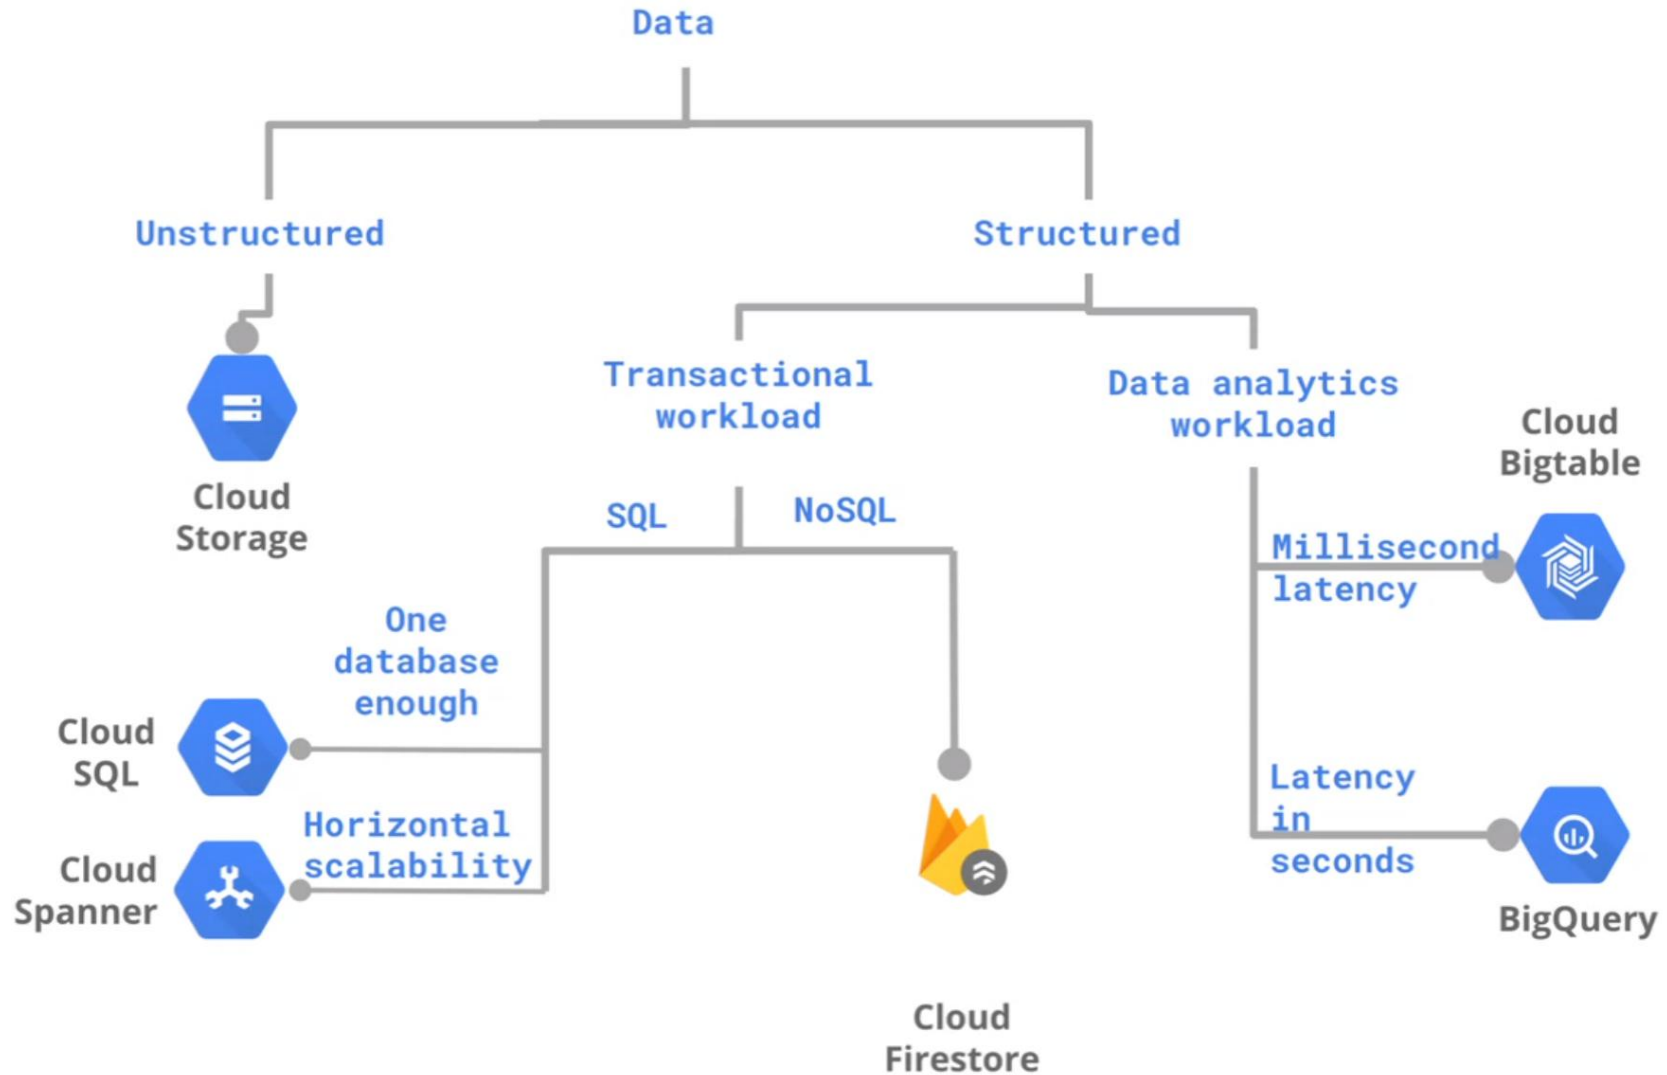 Data
Unstructured
Structured
Cloud
Storage
Transactional
workload
Data analytics
workload
SQL
NoSQL
One
database
enough
Cloud
SQL
Horizontal
scalability
Cloud
Spanner
Cloud
Firestore
Cloud
Bigtable
Millisecond
latency
Latency
in
seconds
BigQuery